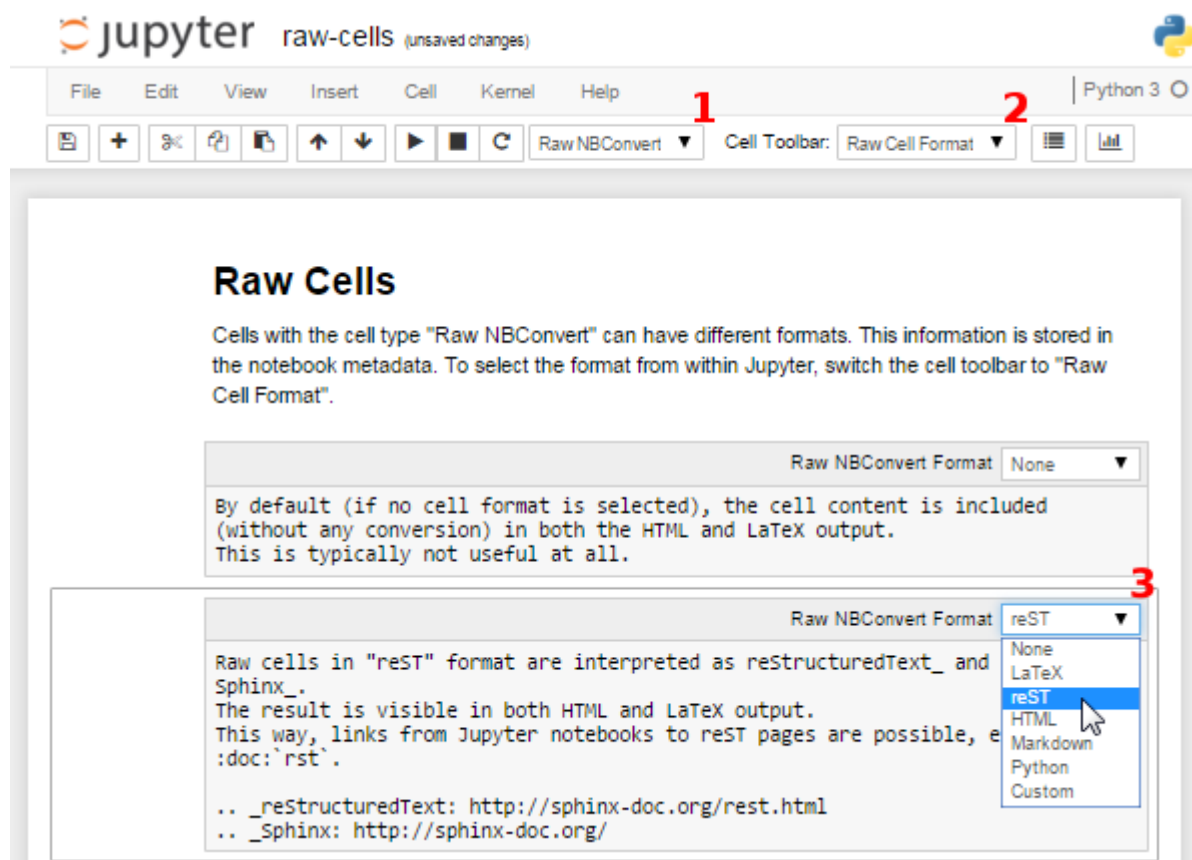 jupyter raw-cells (unsaved changes)
File Edit View Insert Cell Kernel Help
Python 3
1
2
Raw NBConvert
Cell Toolbar: Raw Cell Format
Raw Cells
Cells with the cell type "Raw NBConvert" can have different formats. This information is stored in
the notebook metadata. To select the format from within Jupyter, switch the cell toolbar to "Raw
Cell Format".
Raw NBConvert Format None
By default (if no cell format is selected), the cell content is included
(without any conversion) in both the HTML and LaTeX output.
This is typically not useful at all.
3
Raw NBConvert Format reST
None
LaTeX
reST
HTML
Markdown
Python
Custom
Raw cells in "reST" format are interpreted as reStructuredText_ and
Sphinx_.
The result is visible in both HTML and LaTeX output.
This way, links from Jupyter notebooks to reST pages are possible, e
:doc:`rst`.
.. _reStructuredText: http://sphinx-doc.org/rest.html
.. _Sphinx: http://sphinx-doc.org/